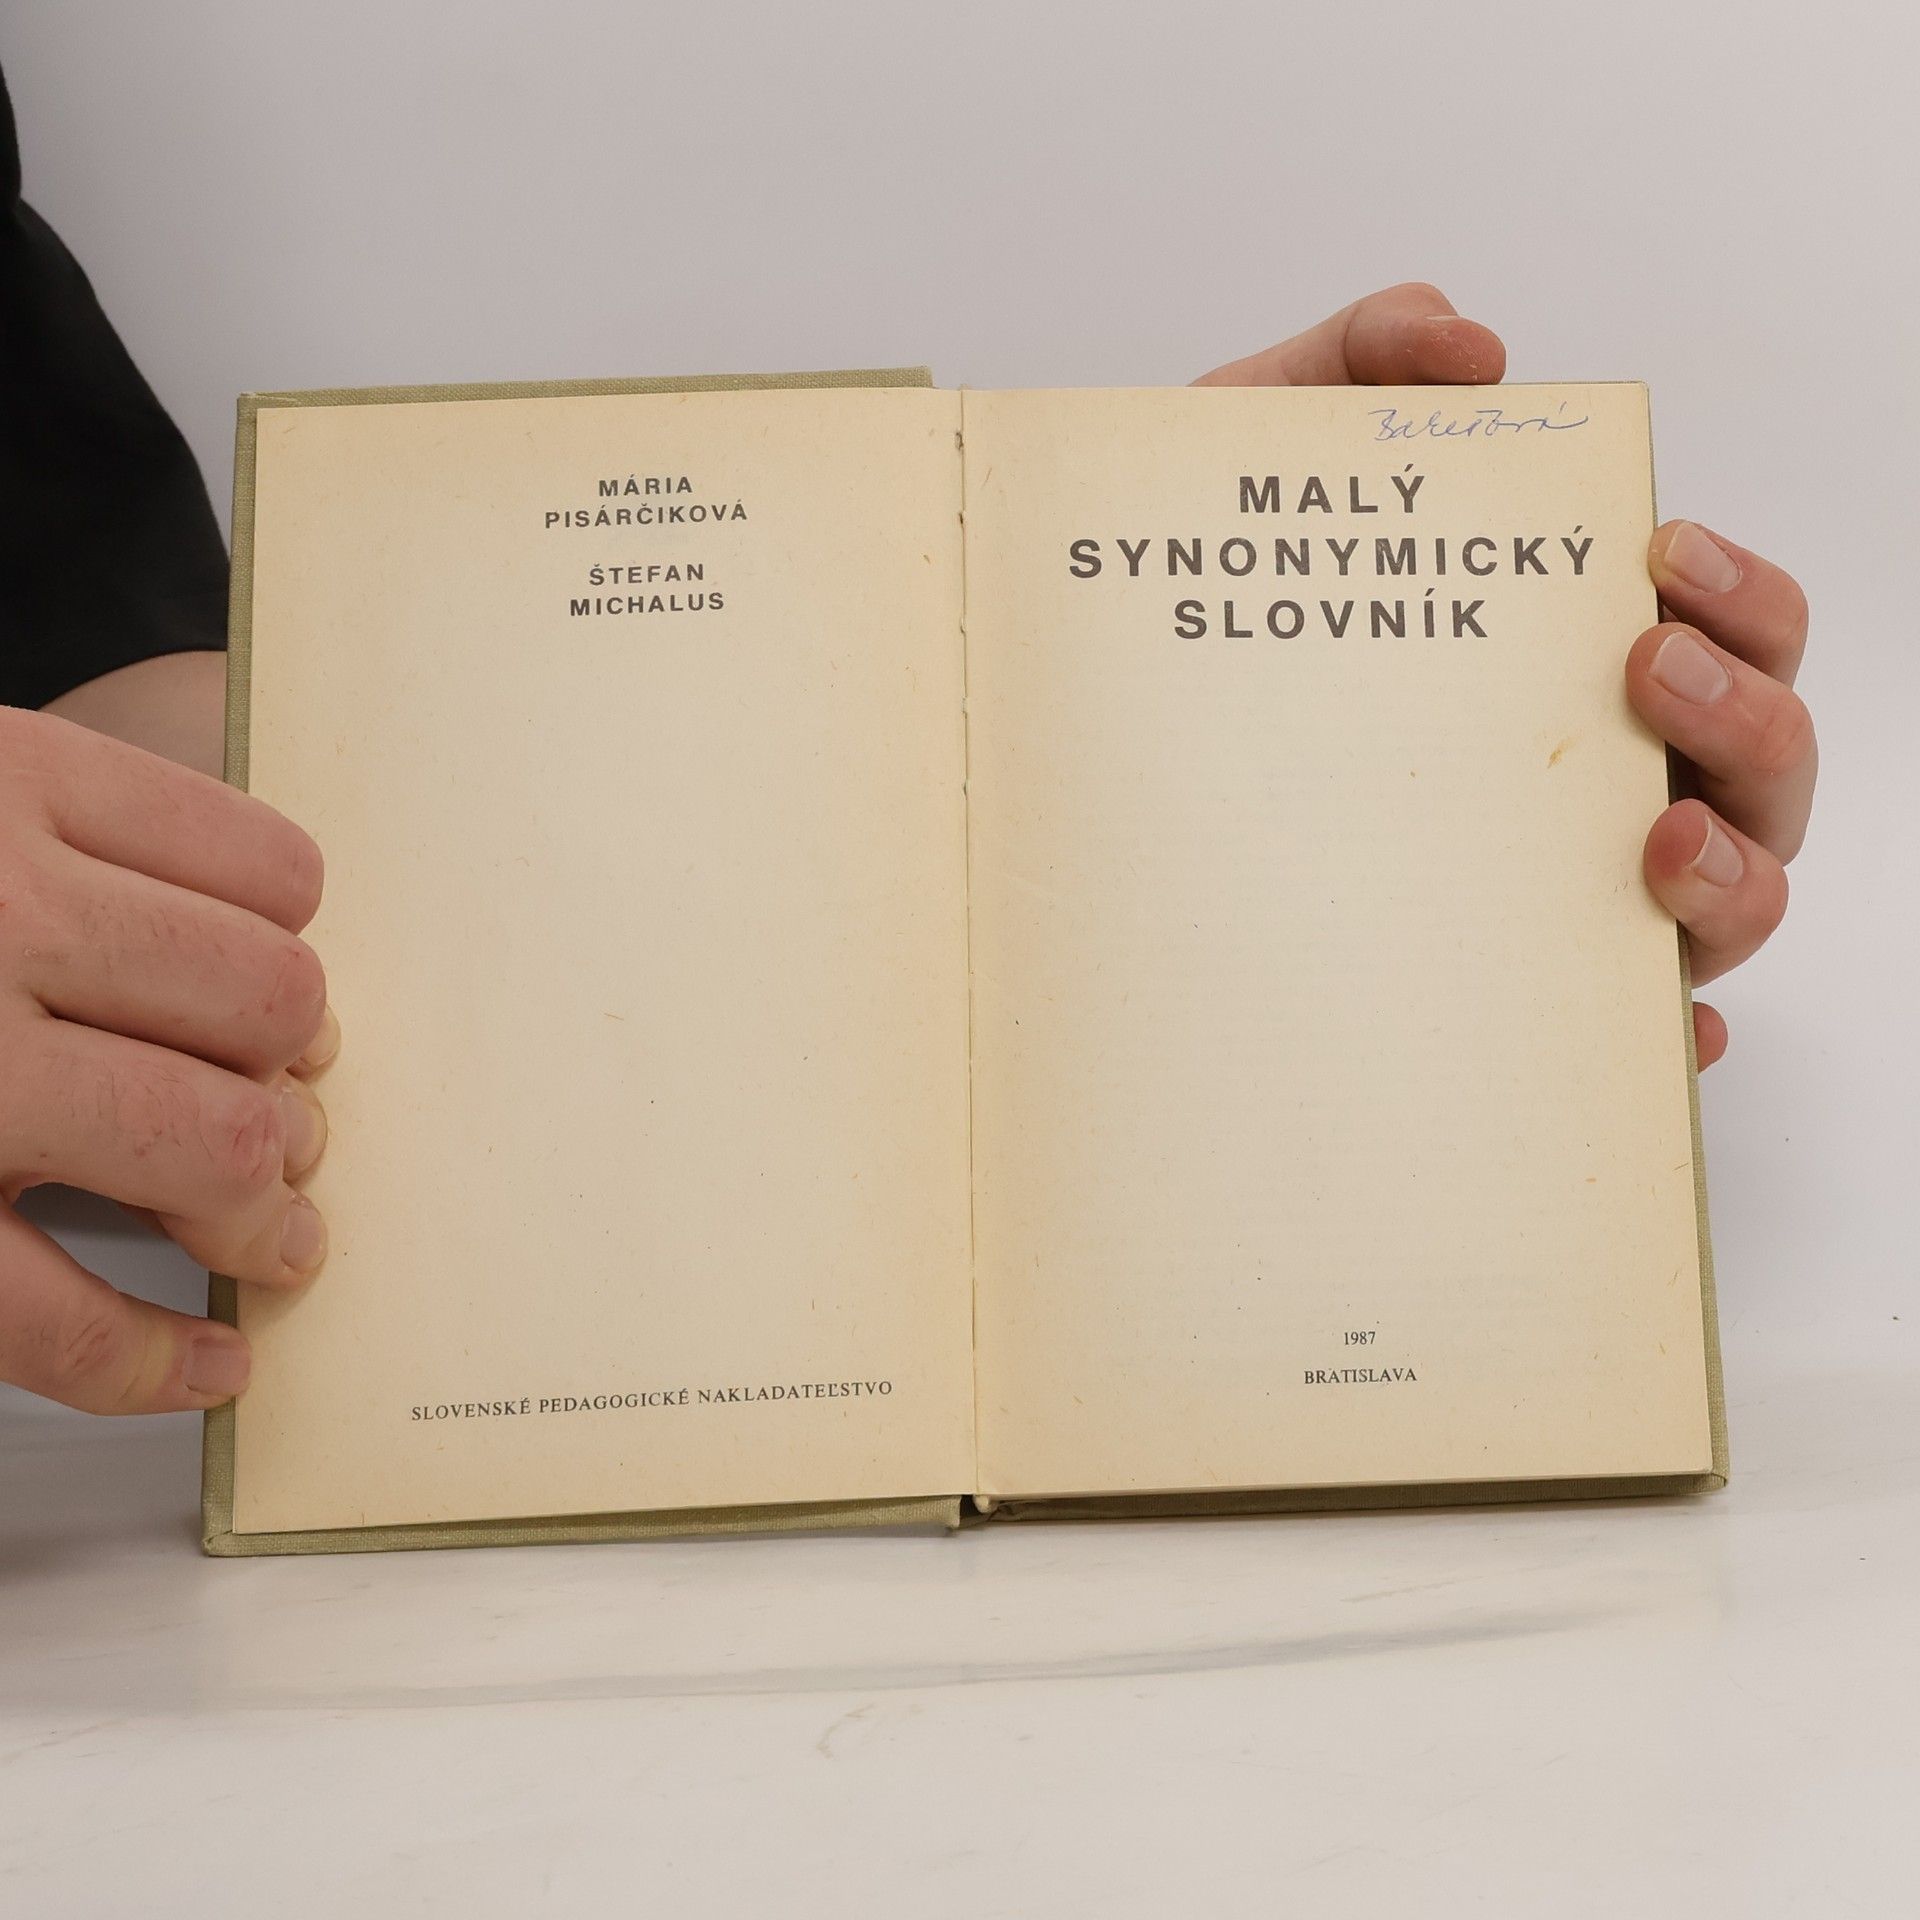 MÁRIA
PISÁRČIKOVÁ
ŠTEFAN
MICHALUS
SLOVENSKÉ PEDAGOGICKÉ NAKLADATEĽSTVO
MALÝ
SYNONYMICKÝ
SLOVNÍK
1987
BRATISLAVA